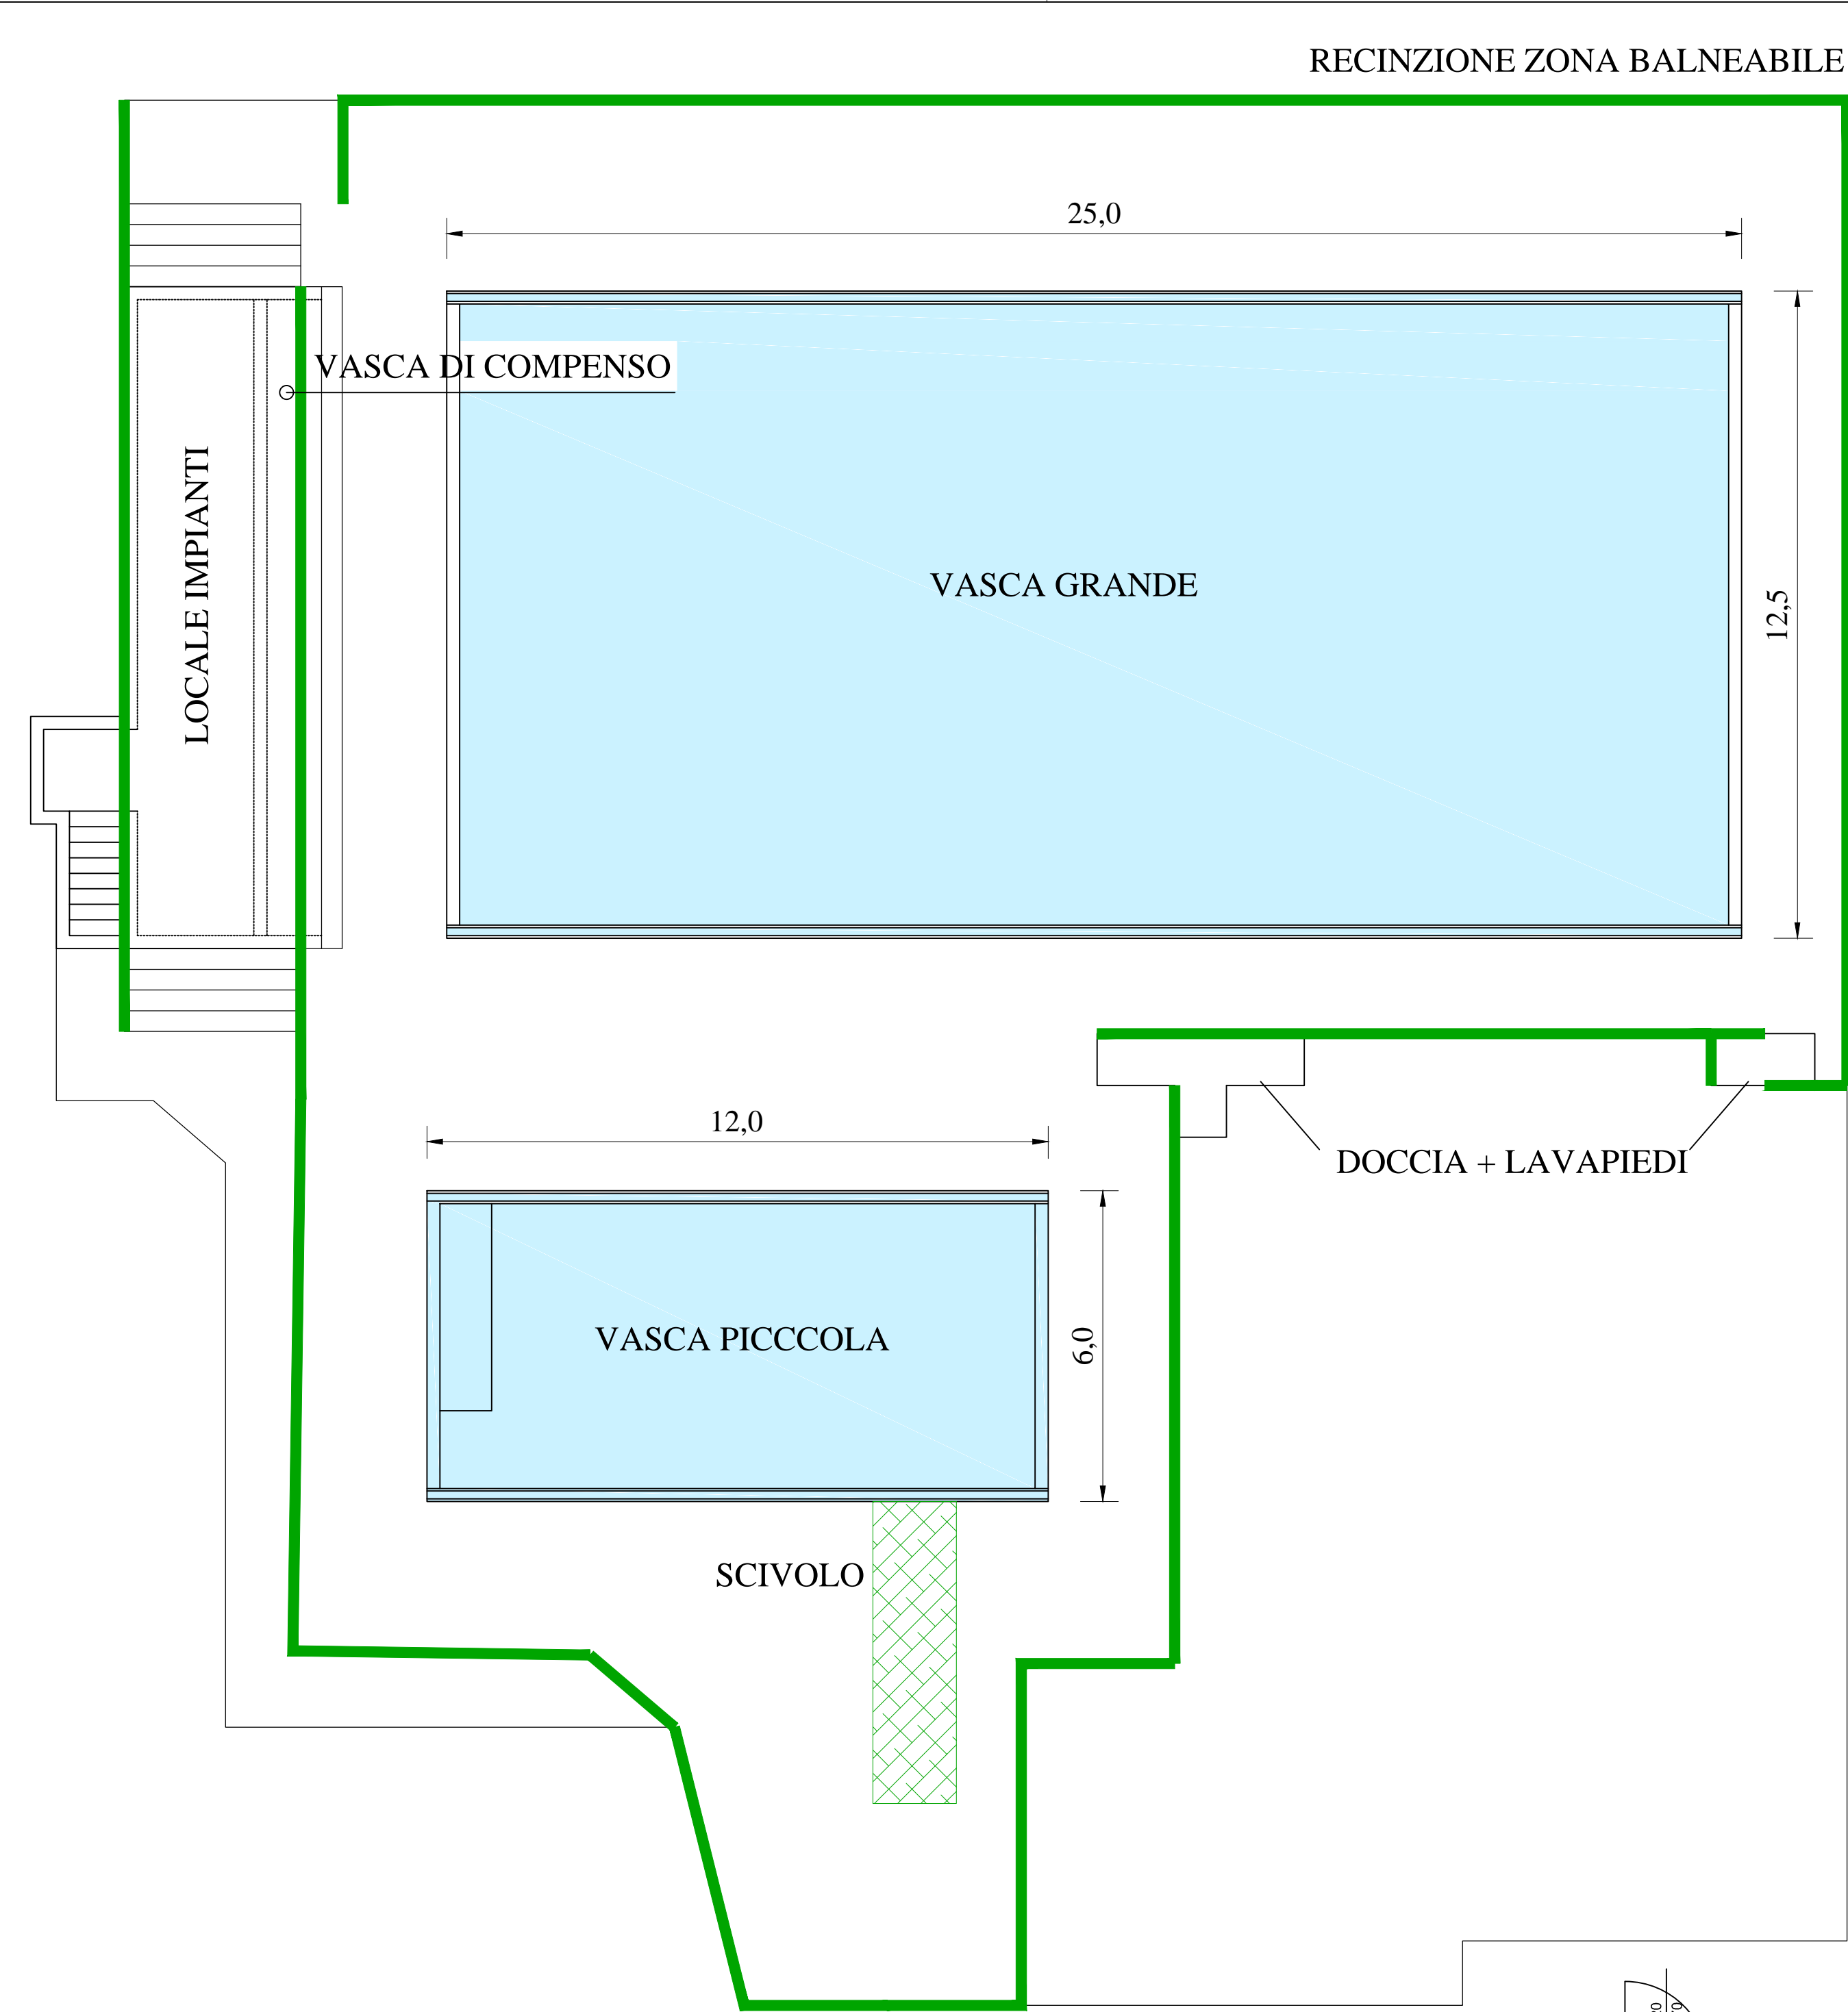 RECINZIONE ZONA BALNEABILE
25,0
VASCA DI COMPENSO
LOCALE IMPIANTI
VASCA GRANDE
12,5
12,0
DOCCIA + LAVAPIEDI
VASCA PICCCOLA
6,0
SCIVOLO